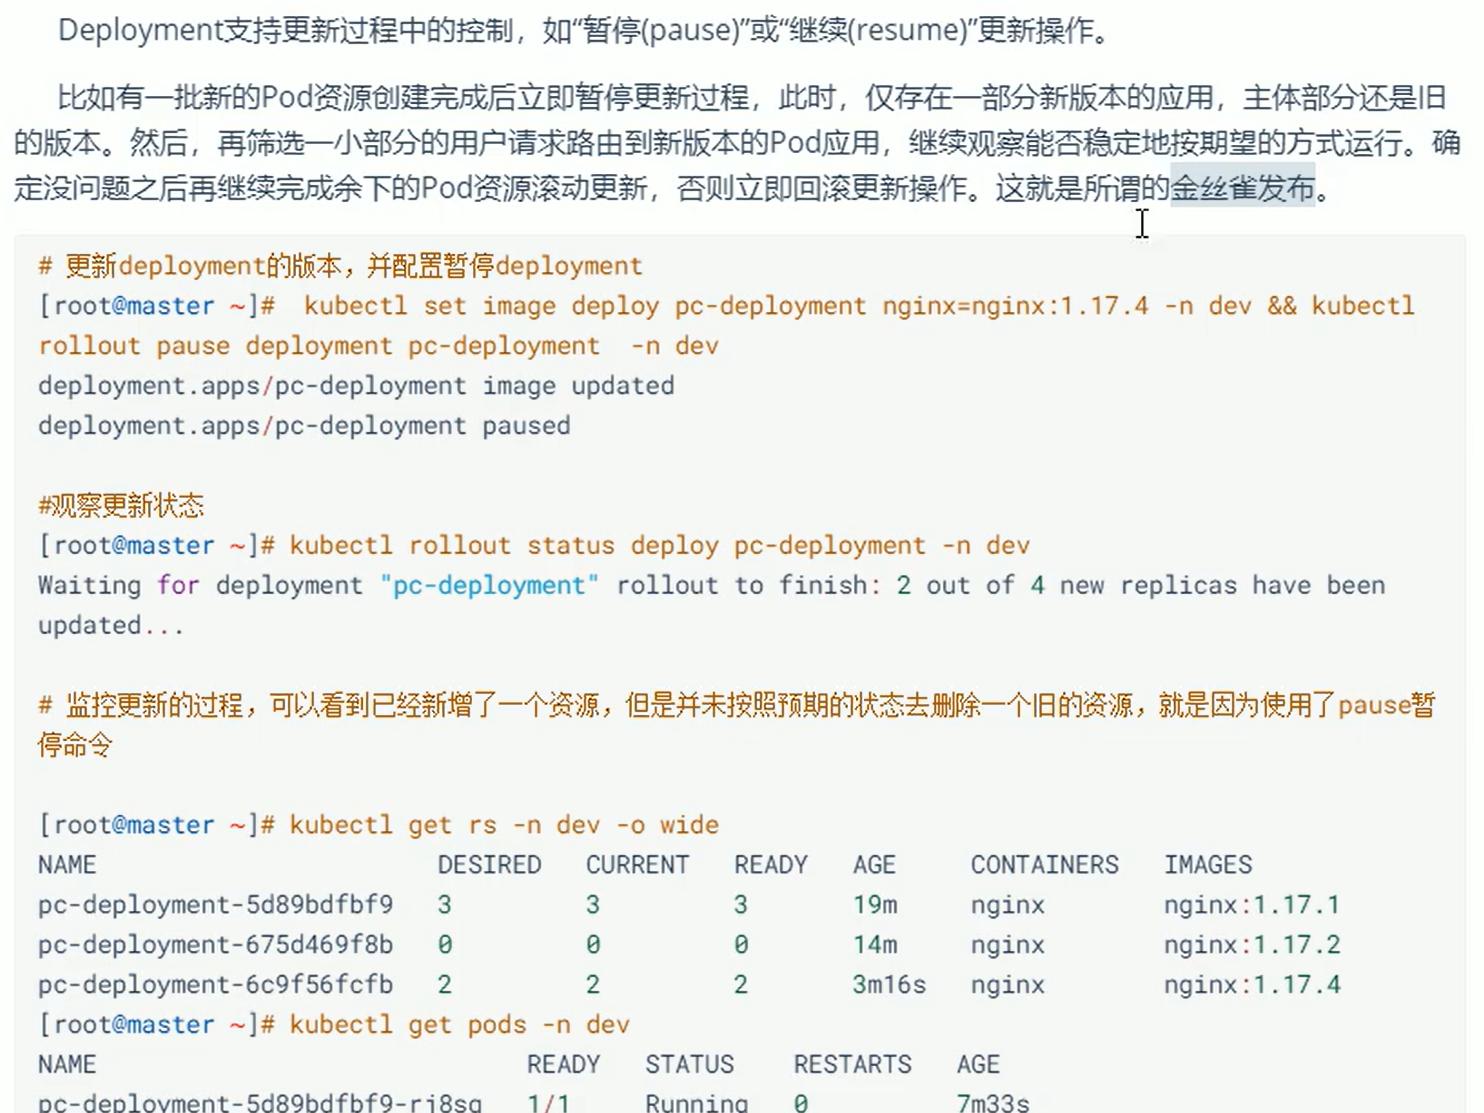 Deployment支持更新过程中的控制，如“暂停(pause)”或“继续(resume)”更新操作。
比如有一批新的Pod资源创建完成后立即暂停更新过程，此时，仅存在一部分新版本的应用，主体部分还是旧
的版本。然后，再筛选一小部分的用户请求路由到新版本的Pod应用，继续观察能否稳定地按期望的方式运行。确
定没问题之后再继续完成余下的Pod资源滚动更新，否则立即回滚更新操作。这就是所谓的金丝雀发布。
# 更新deployment的版本，并配置暂停deployment
[root@master ~]#  kubectl set image deploy pc-deployment nginx=nginx:1.17.4 -n dev && kubectl
rollout pause deployment pc-deployment  -n dev
deployment.apps/pc-deployment image updated
deployment.apps/pc-deployment paused
#观察更新状态
[root@master ~]# kubectl rollout status deploy pc-deployment -n dev
Waiting for deployment "pc-deployment" rollout to finish: 2 out of 4 new replicas have been
updated...
# 监控更新的过程，可以看到已经新增了一个资源，但是并未按照预期的状态去删除一个旧的资源，就是因为使用了pause暂
停命令
[root@master ~]# kubectl get rs -n dev -o wide
NAME DESIRED CURRENT READY AGE CONTAINERS IMAGES
pc-deployment-5d89bdfbf9 3 3 3 19m nginx nginx:1.17.1
pc-deployment-675d469f8b 0 0 0 14m nginx nginx:1.17.2
pc-deployment-6c9f56fcfb 2 2 2 3m16s nginx nginx:1.17.4
[root@master ~]# kubectl get pods -n dev
NAME READY STATUS RESTARTS AGE
pc-deployment-5d89bdfbf9-rj8sq 1/1 Running 0 7m33s